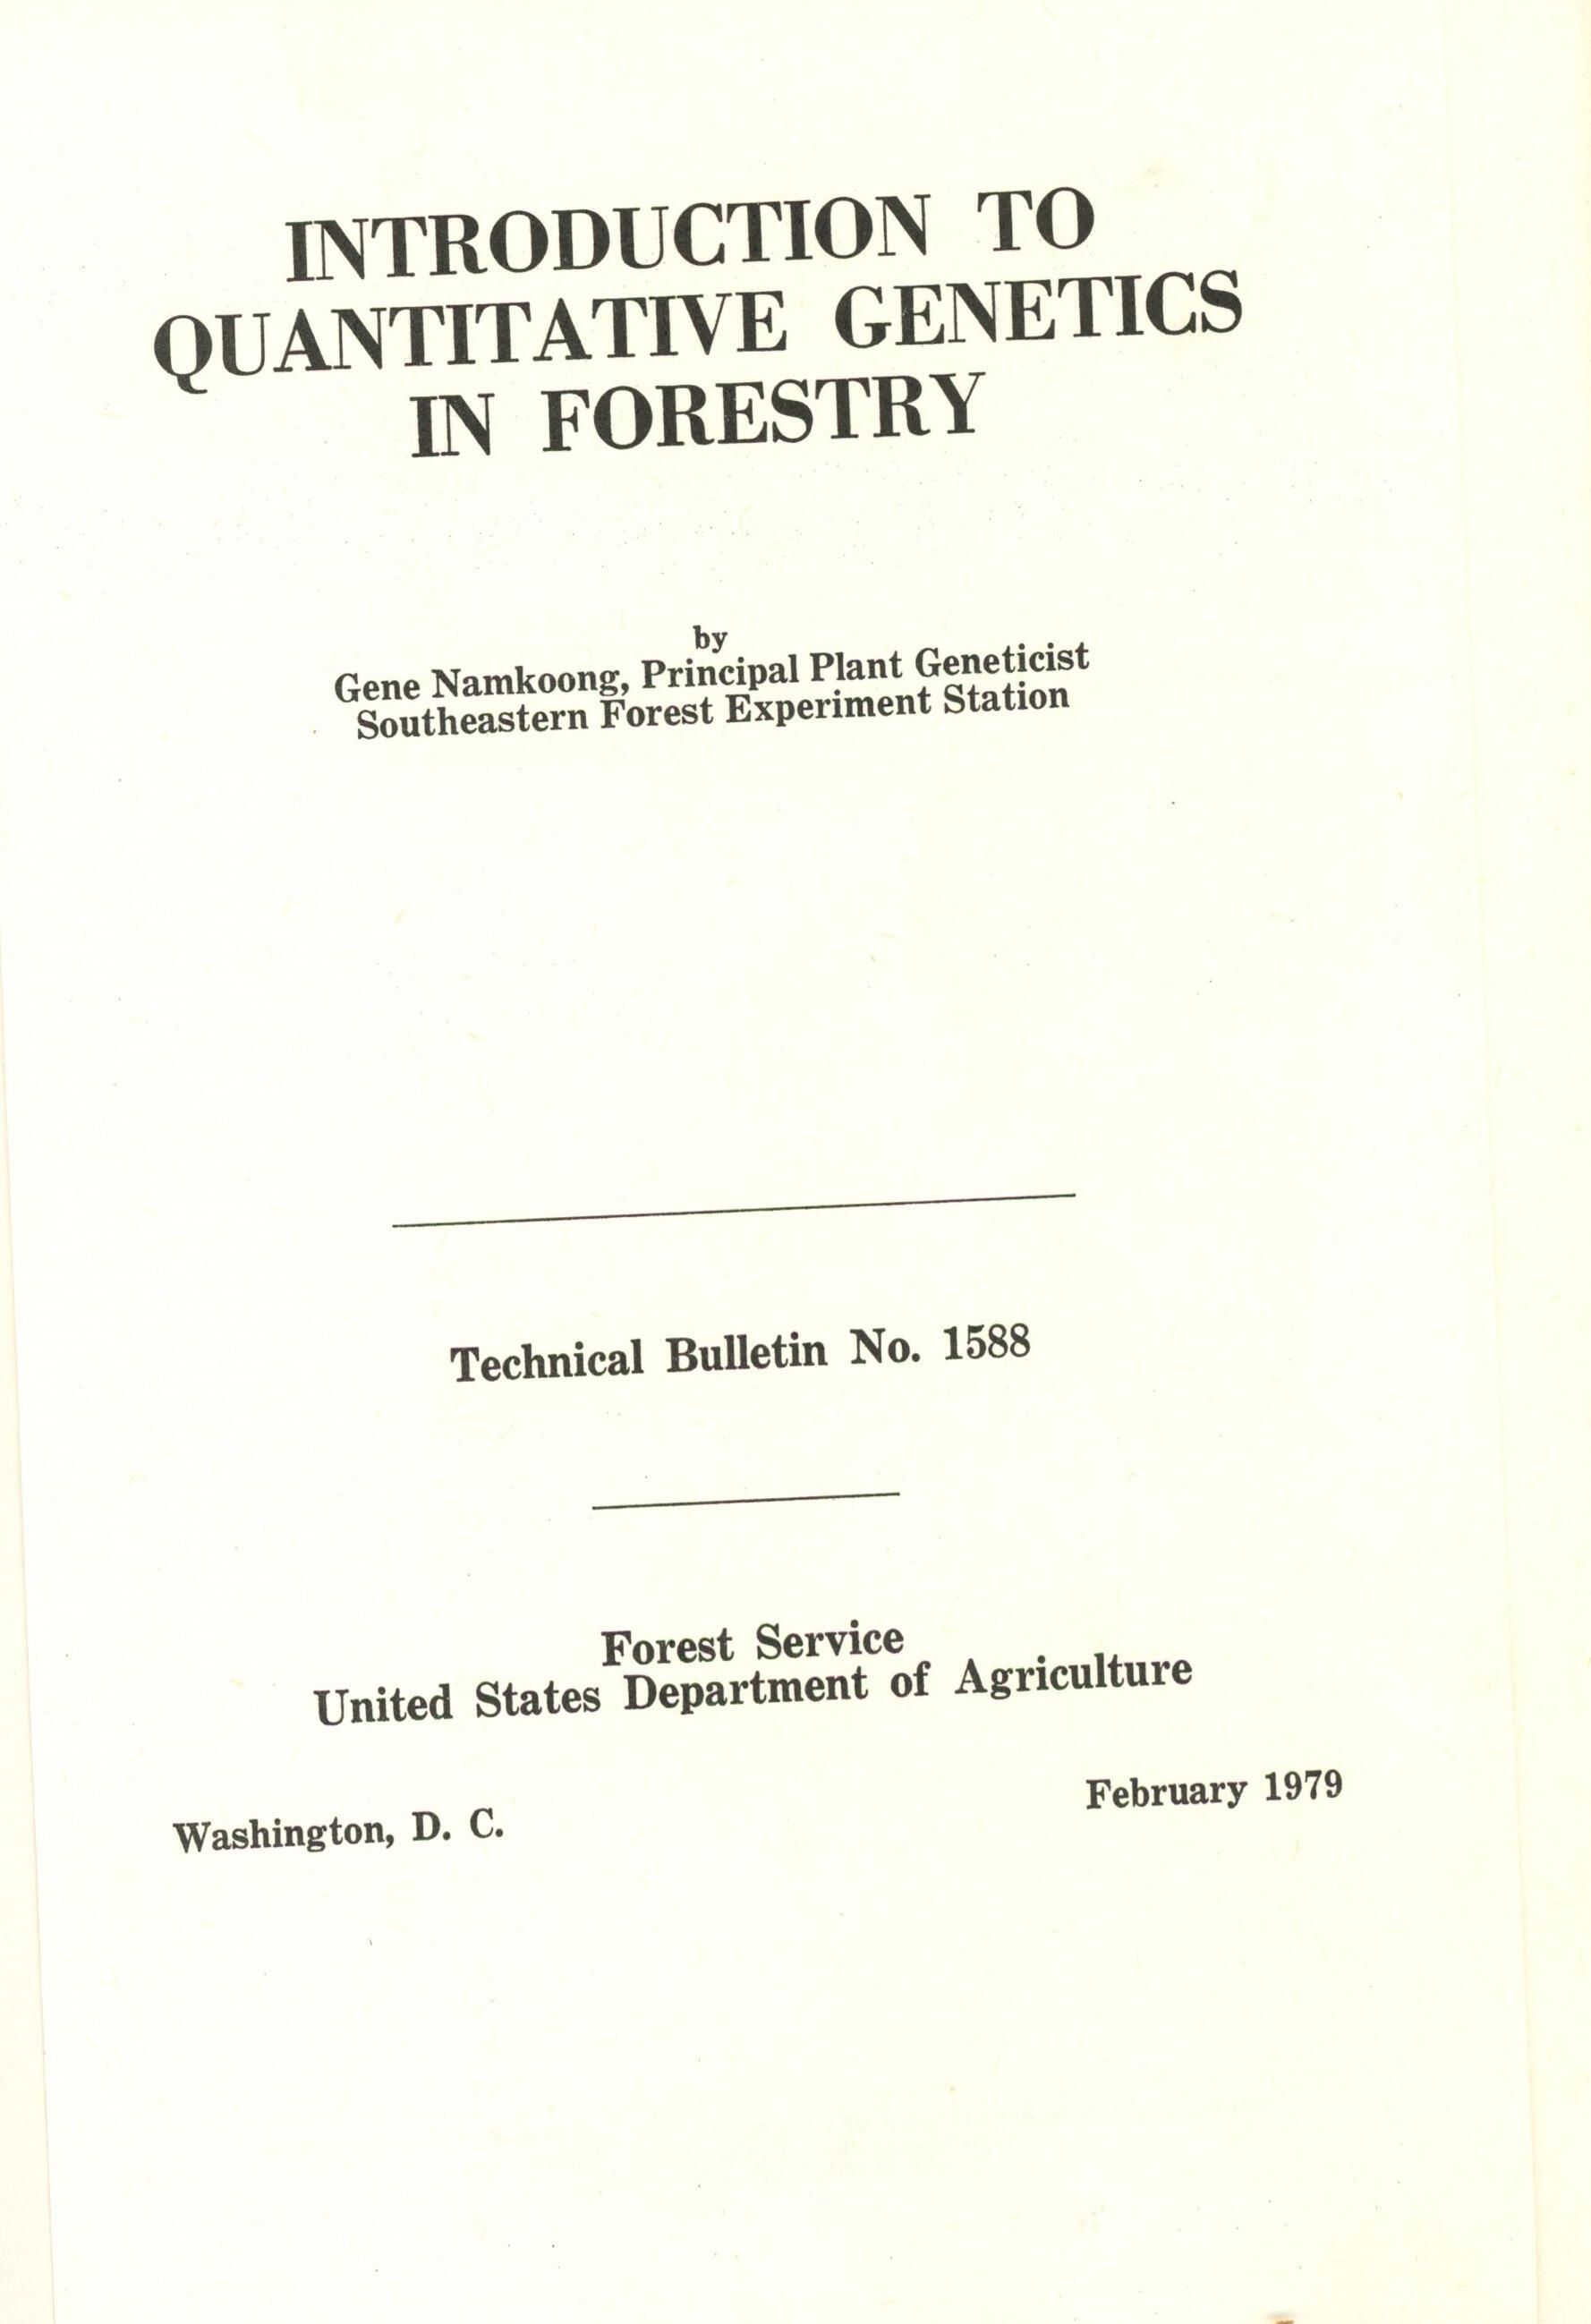 INTRODUCTION TO
QUANTITATIVE GENETICS
IN FORESTRY
by
Gene Namkoong, Principal Plant Geneticist
Southeastern Forest Experiment Station
Technical Bulletin No. 1588
Forest Service
United States Department of Agriculture
Washington, D. C.
February 1979